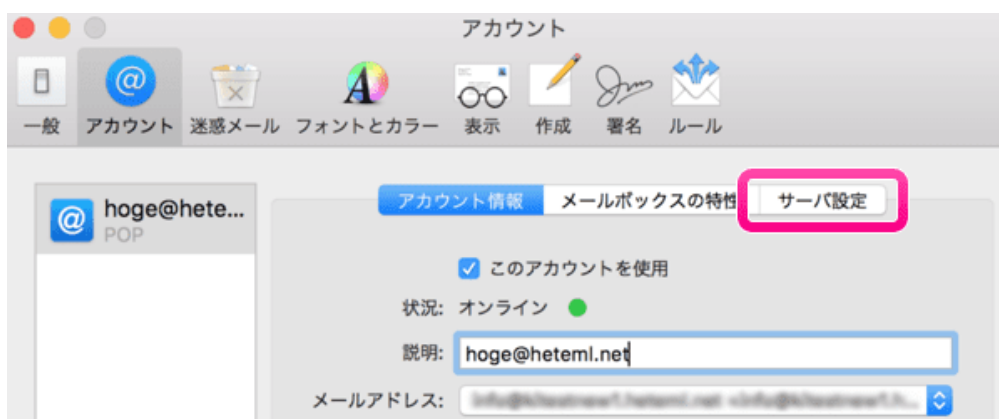 アカウント
一般 アカウント 迷惑メール フォントとカラー 表示 作成 署名 ルール
hoge@hete...
POP
アカウント情報 メールボックスの特性 サーバ設定
このアカウントを使用
状況: オンライン
説明: hoge@heteml.net
メールアドレス: